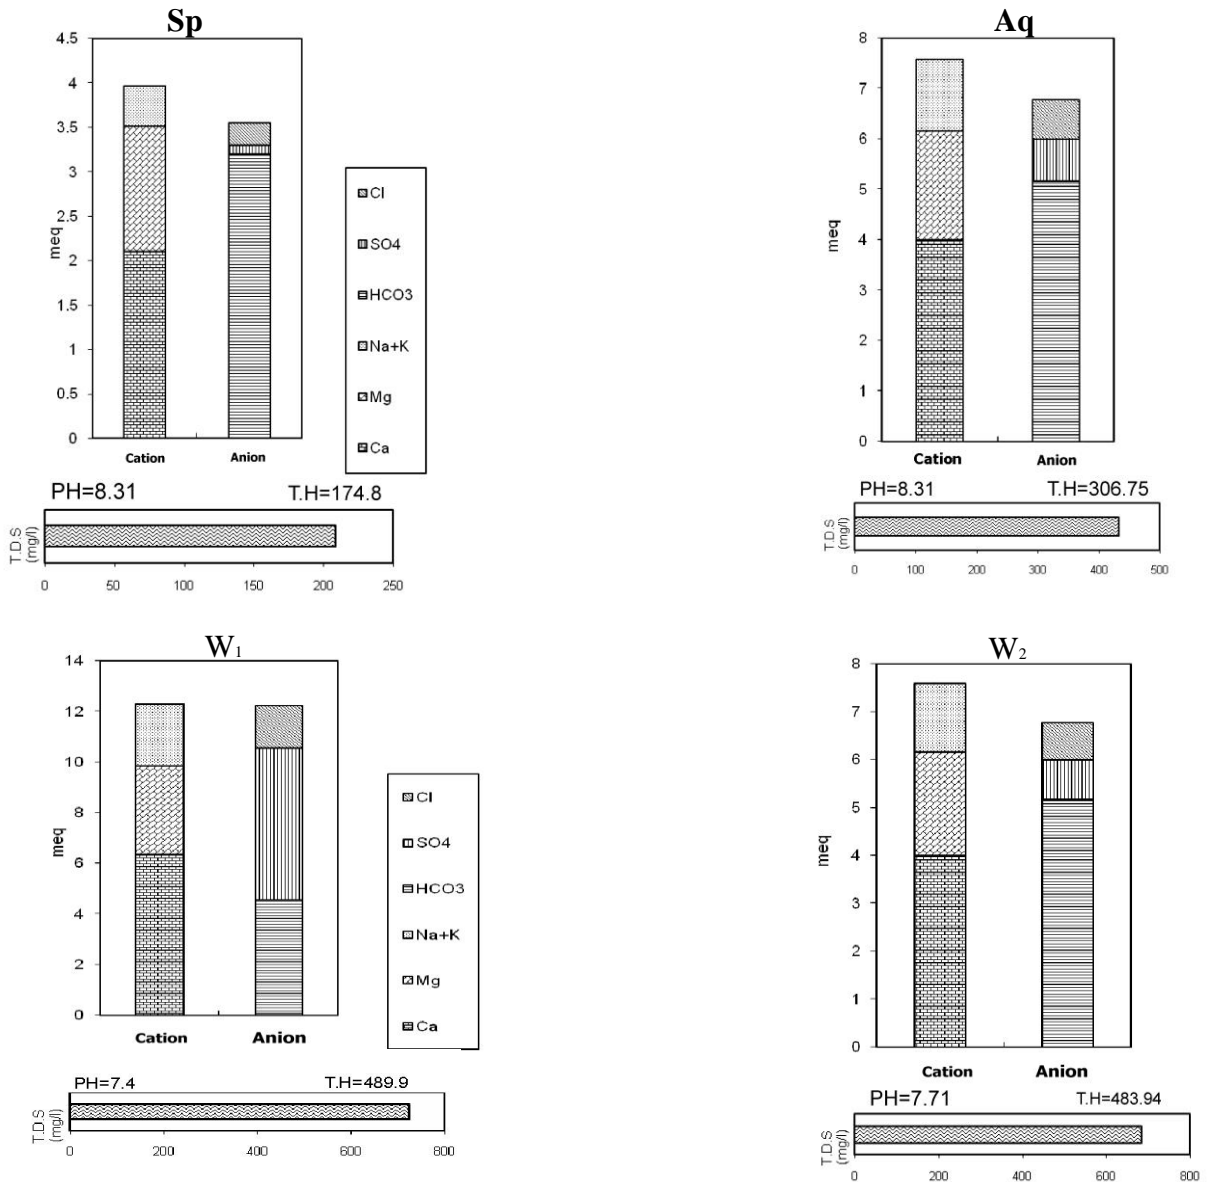 Sp
4.5
4
3.5
3
2.5
2
1.5
1
0.5
0
meq
Cation Anion
Cl
SO4
HCO3
Na+K
Mg
Ca
PH=8.31 T.H=174.8
T.D.S
(mg/l)
0 50 100 150 200 250
Aq
8
7
6
5
4
3
2
1
0
meq
Cation Anion
PH=8.31 T.H=306.75
T.D.S
(mg/l)
0 100 200 300 400 500
W1
14
12
10
8
6
4
2
0
meq
Cation Anion
Cl
SO4
HCO3
Na+K
Mg
Ca
PH=7.4 T.H=489.9
T.D.S
(mg/l)
0 200 400 600 800
W2
8
7
6
5
4
3
2
1
0
meq
Cation Anion
PH=7.71 T.H=483.94
T.D.S
(mg/l)
0 200 400 600 800